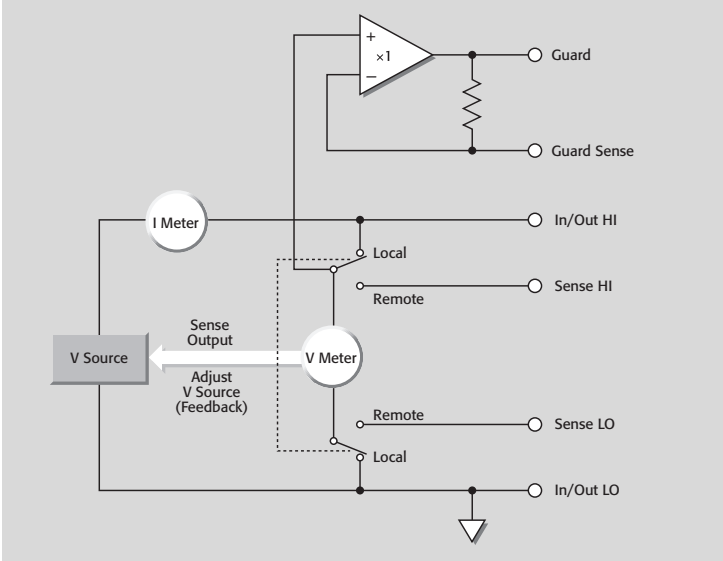 +
×1
−
Guard
Guard Sense
I Meter
In/Out HI
Local
Sense HI
Remote
Sense
Output
V Source
V Meter
Adjust
V Source
(Feedback)
Remote
Sense LO
Local
In/Out LO